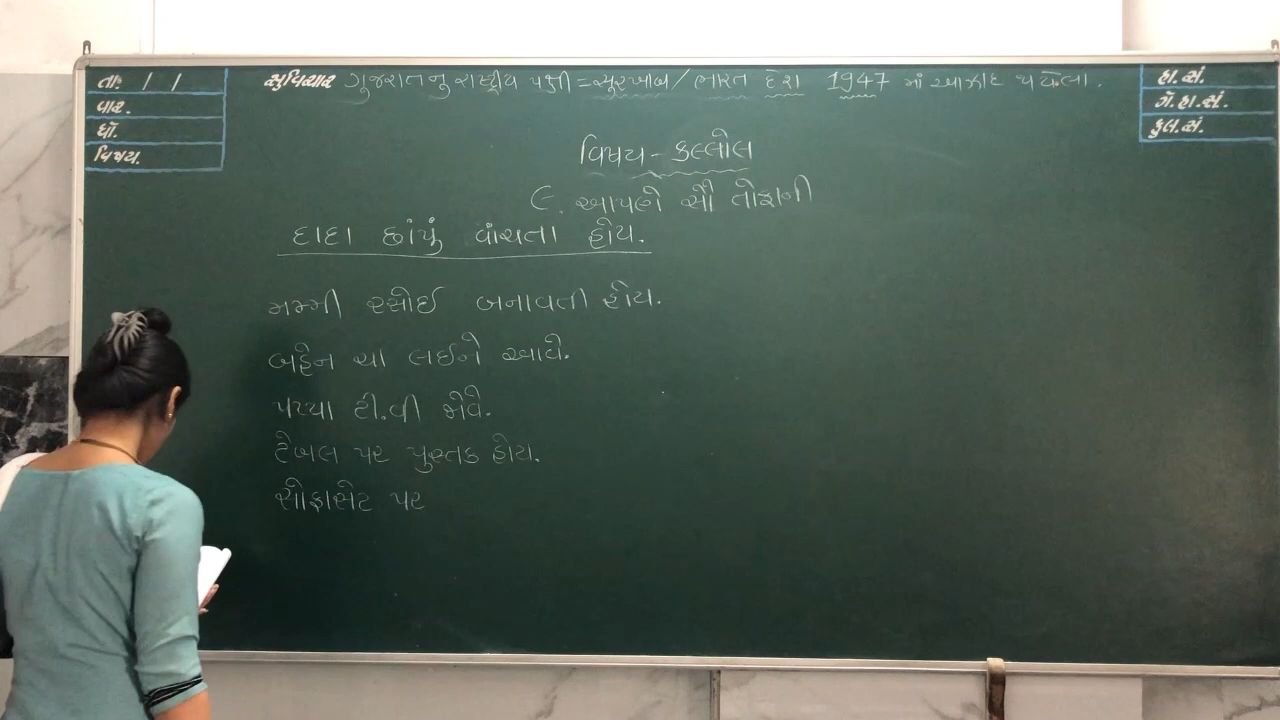 તા: / /
વાર.
ધો.
વિષય.
સુવિચાર ગુજરાતનુ રાષ્ટ્રીય પક્ષી = સુરખાબ / ભારત દેશ 1947 માં આઝાદ થયેલા.
હા.સં.
ગે.હા.સં.
કુલ.સં.
વિષય - કલ્લોલ
૯. આપણે સૌ તોફાની
દાદા છાંપું વાંચતા હોય.
મમ્મી રસોઈ બનાવતી હોય.
બહેન ચા લઈને આવે.
પપ્પા ટી.વી જોવે.
ટેબલ પર પુસ્તક હોય.
સોફાસેટ પર